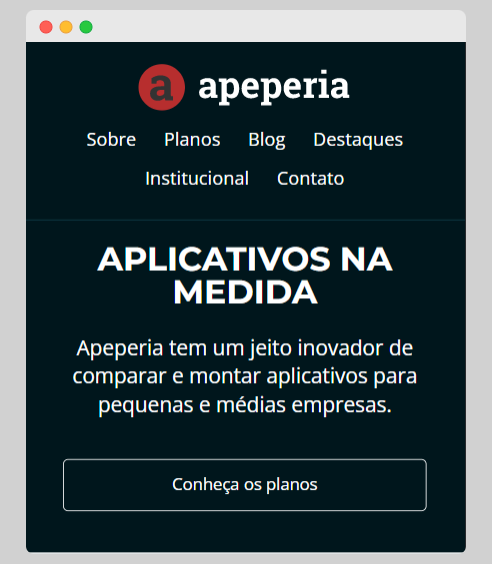 a apeperia
Sobre Planos Blog Destaques
Institucional Contato
APLICATIVOS NA
MEDIDA
Apeperia tem um jeito inovador de
comparar e montar aplicativos para
pequenas e médias empresas.
Conheça os planos